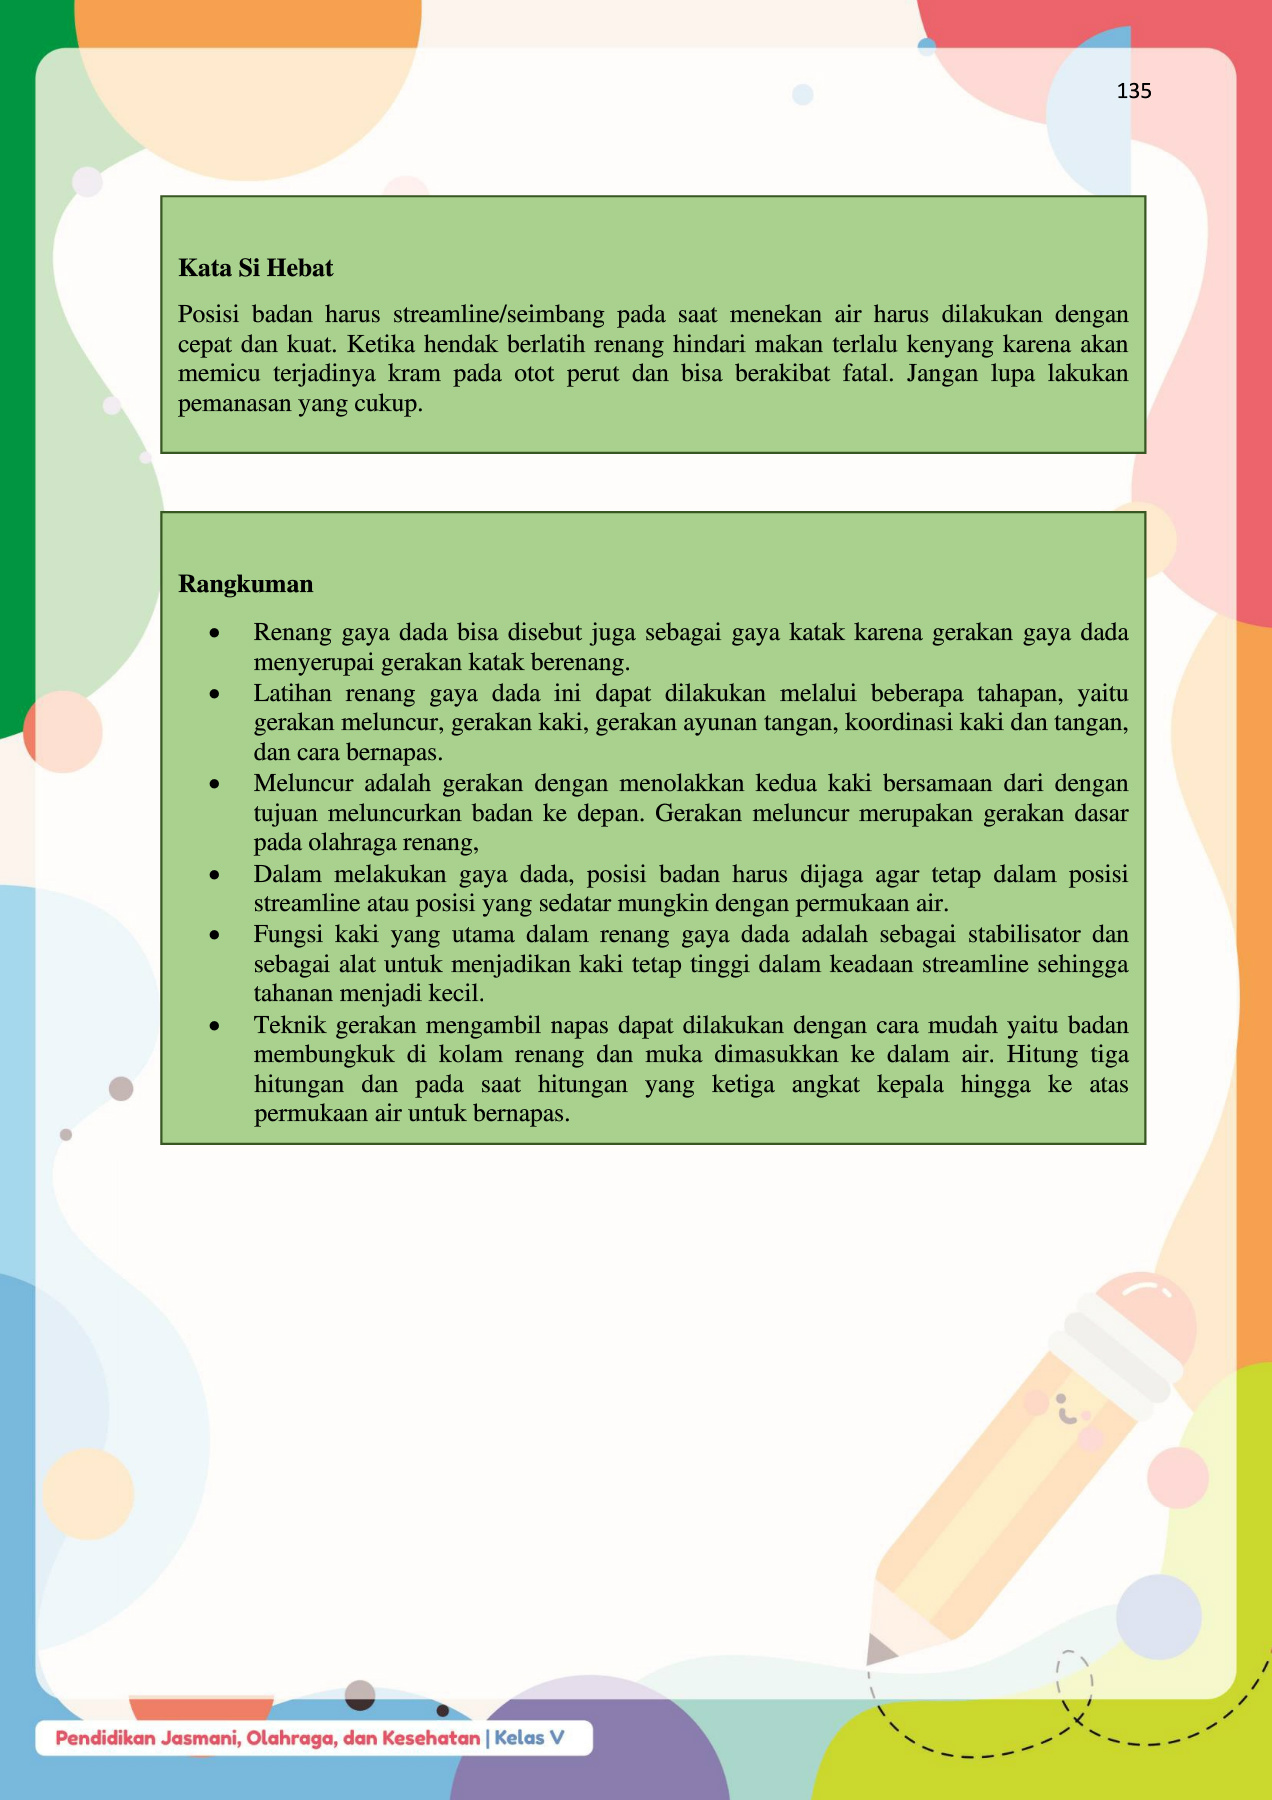 135
Kata Si Hebat
Posisi badan harus streamline/seimbang pada saat menekan air harus dilakukan dengan
cepat dan kuat. Ketika hendak berlatih renang hindari makan terlalu kenyang karena akan
memicu terjadinya kram pada otot perut dan bisa berakibat fatal. Jangan lupa lakukan
pemanasan yang cukup.
Rangkuman
• Renang gaya dada bisa disebut juga sebagai gaya katak karena gerakan gaya dada
menyerupai gerakan katak berenang.
• Latihan renang gaya dada ini dapat dilakukan melalui beberapa tahapan, yaitu
gerakan meluncur, gerakan kaki, gerakan ayunan tangan, koordinasi kaki dan tangan,
dan cara bernapas.
• Meluncur adalah gerakan dengan menolakkan kedua kaki bersamaan dari dengan
tujuan meluncurkan badan ke depan. Gerakan meluncur merupakan gerakan dasar
pada olahraga renang,
• Dalam melakukan gaya dada, posisi badan harus dijaga agar tetap dalam posisi
streamline atau posisi yang sedatar mungkin dengan permukaan air.
• Fungsi kaki yang utama dalam renang gaya dada adalah sebagai stabilisator dan
sebagai alat untuk menjadikan kaki tetap tinggi dalam keadaan streamline sehingga
tahanan menjadi kecil.
• Teknik gerakan mengambil napas dapat dilakukan dengan cara mudah yaitu badan
membungkuk di kolam renang dan muka dimasukkan ke dalam air. Hitung tiga
hitungan dan pada saat hitungan yang ketiga angkat kepala hingga ke atas
permukaan air untuk bernapas.
Pendidikan Jasmani, Olahraga, dan Kesehatan | Kelas V